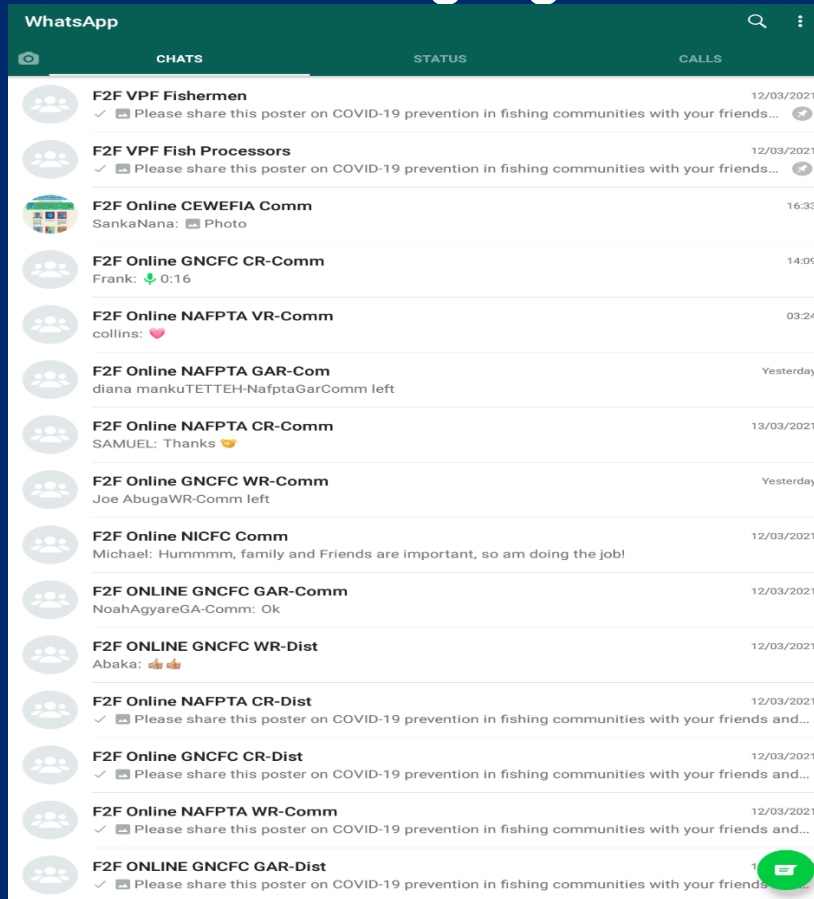 WhatsApp
CHATS STATUS CALLS
F2F VPF Fishermen 12/03/2021
Please share this poster on COVID-19 prevention in fishing communities with your friends...
F2F VPF Fish Processors 12/03/2021
Please share this poster on COVID-19 prevention in fishing communities with your friends...
F2F Online CEWEFIA Comm 16:33
SankaNana: Photo
F2F Online GNCFC CR-Comm 14:09
Frank: 0:16
F2F Online NAFPTA VR-Comm 03:24
collins: 💗
F2F Online NAFPTA GAR-Com Yesterday
diana mankuTETTEH-NafptaGarComm left
F2F Online NAFPTA CR-Comm 13/03/2021
SAMUEL: Thanks 🤝
F2F Online GNCFC WR-Comm Yesterday
Joe AbugaWR-Comm left
F2F Online NICFC Comm 12/03/2021
Michael: Hummmm, family and Friends are important, so am doing the job!
F2F ONLINE GNCFC GAR-Comm 12/03/2021
NoahAgyareGA-Comm: Ok
F2F ONLINE GNCFC WR-Dist 12/03/2021
Abaka: 👍🏽👍🏽
F2F Online NAFPTA CR-Dist 12/03/2021
Please share this poster on COVID-19 prevention in fishing communities with your friends and...
F2F Online GNCFC CR-Dist 12/03/2021
Please share this poster on COVID-19 prevention in fishing communities with your friends and...
F2F Online NAFPTA WR-Comm 12/03/2021
Please share this poster on COVID-19 prevention in fishing communities with your friends and...
F2F ONLINE GNCFC GAR-Dist
Please share this poster on COVID-19 prevention in fishing communities with your friends